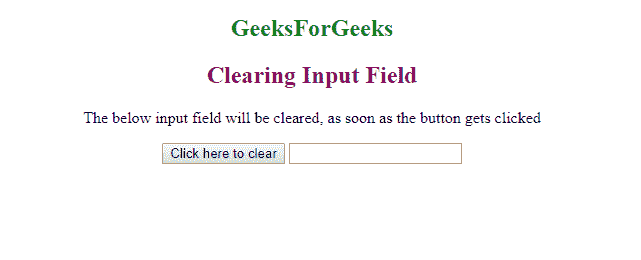 GeeksForGeeks
Clearing Input Field
The below input field will be cleared, as soon as the button gets clicked
Click here to clear